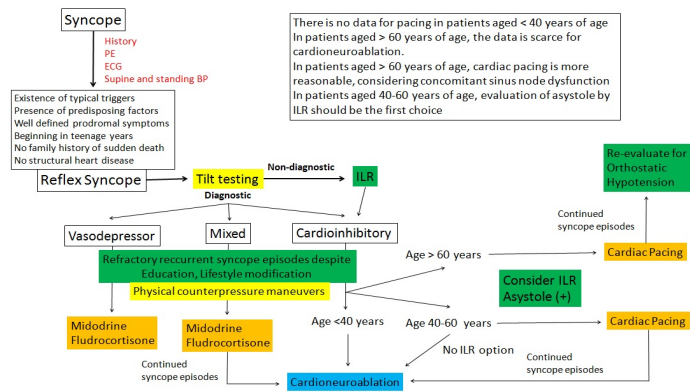 Syncope
History
PE
ECG
Supine and standing BP
There is no data for pacing in patients aged < 40 years of age
In patients aged > 60 years of age, the data is scarse for
cardioneuroablation.
In patients aged > 60 years of age, cardiac pacing is more
reasonable, considering concomitant sinus node dysfunction
In patients aged 40-60 years of age, evaluation of asystole by
ILR should be the first choice
Existence of typical triggers
Presence of predisposing factors
Well defined prodromal symptoms
Beginning in teenage years
No family history of sudden death
No structural heart disease
Reflex Syncope
Tilt testing
Non-diagnostic
ILR
Diagnostic
Vasodepressor
Mixed
Cardioinhibitory
Refractory reccurrent syncope episodes despite
Education, Lifestyle modification
Physical counterpressure maneuvers
Re-evaluate for
Orthostatic
Hypotension
Continued
syncope episodes
Age > 60 years
Cardiac Pacing
Consider ILR
Asystole (+)
Midodrine
Fludrocortisone
Midodrine
Fludrocortisone
Age <40 years
Age 40-60 years
Cardiac Pacing
No ILR option
Continued
syncope episodes
Cardioneuroablation
Continued
syncope episodes